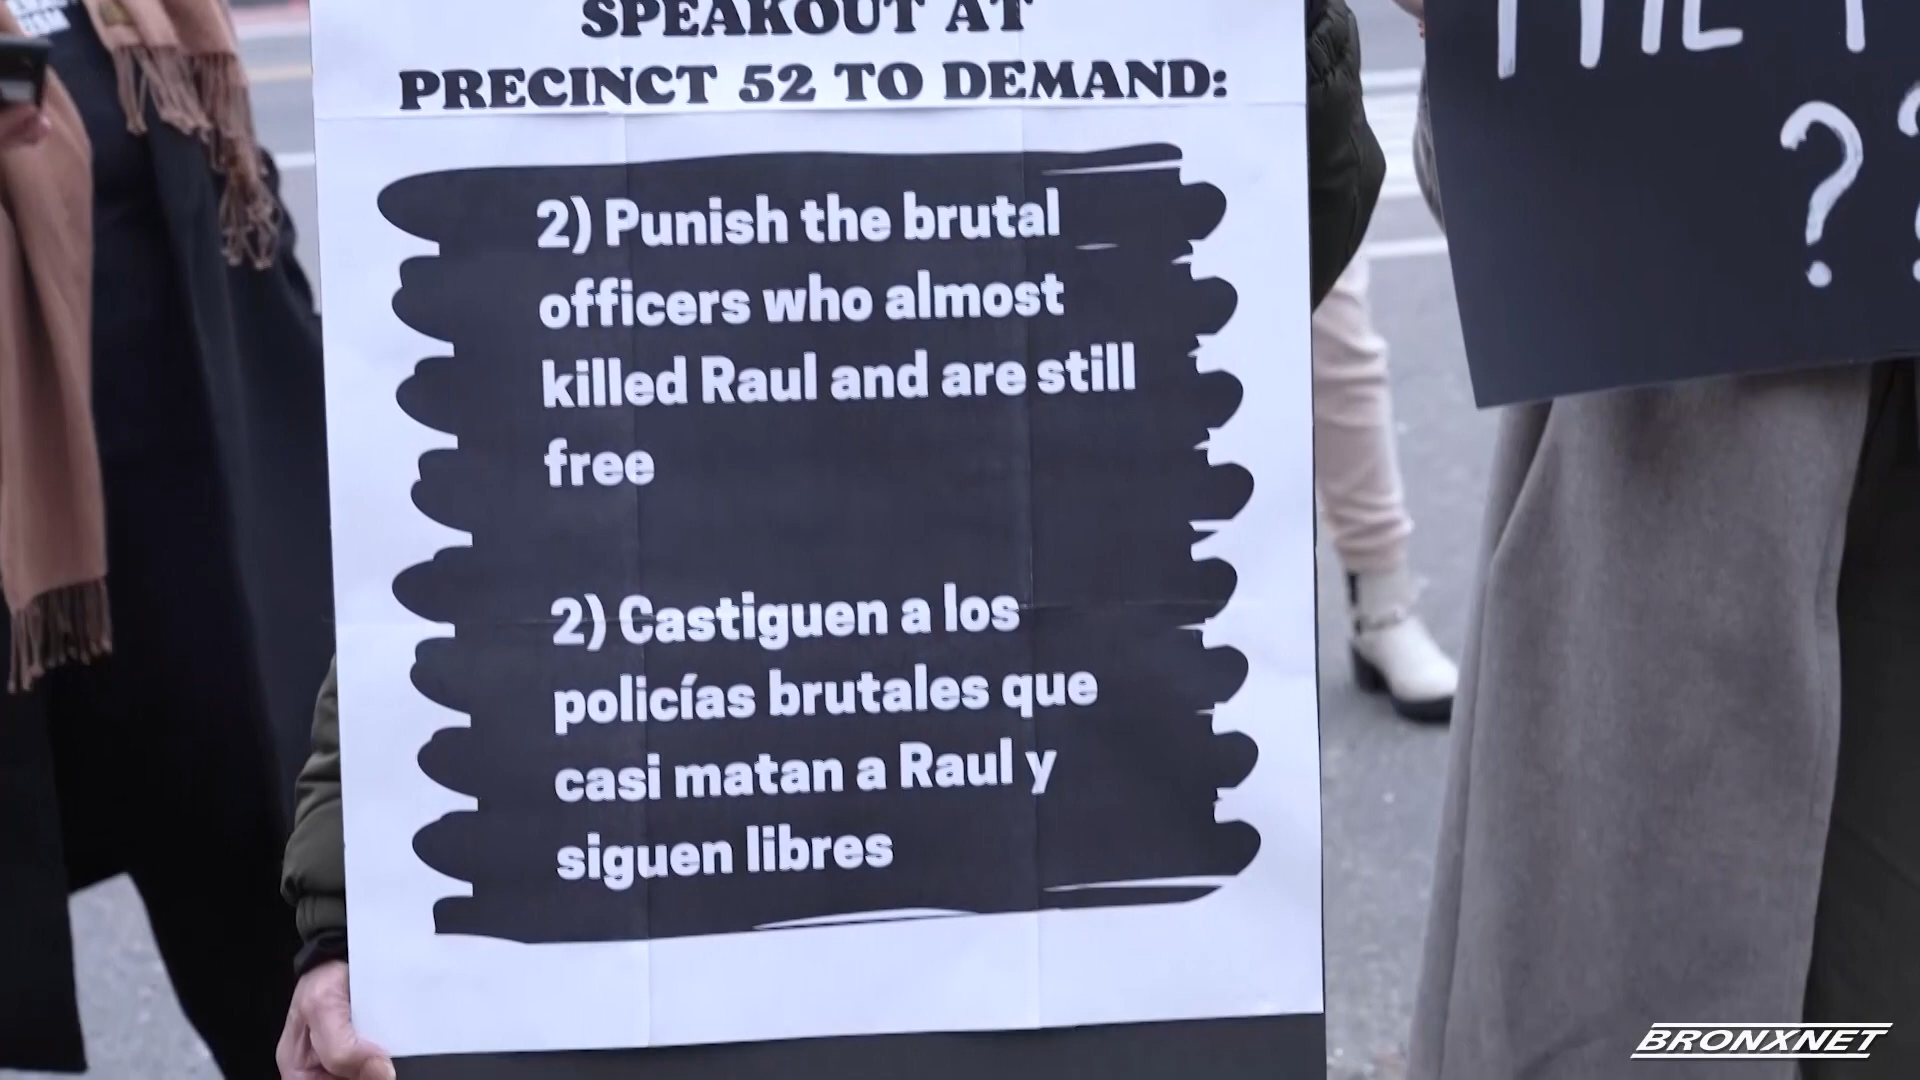 SPEAKOUT AT
PRECINCT 52 TO DEMAND:
2) Punish the brutal
officers who almost
killed Raul and are still
free
2) Castiguen a los
policías brutales que
casi matan a Raul y
siguen libres
??
BRONXNET